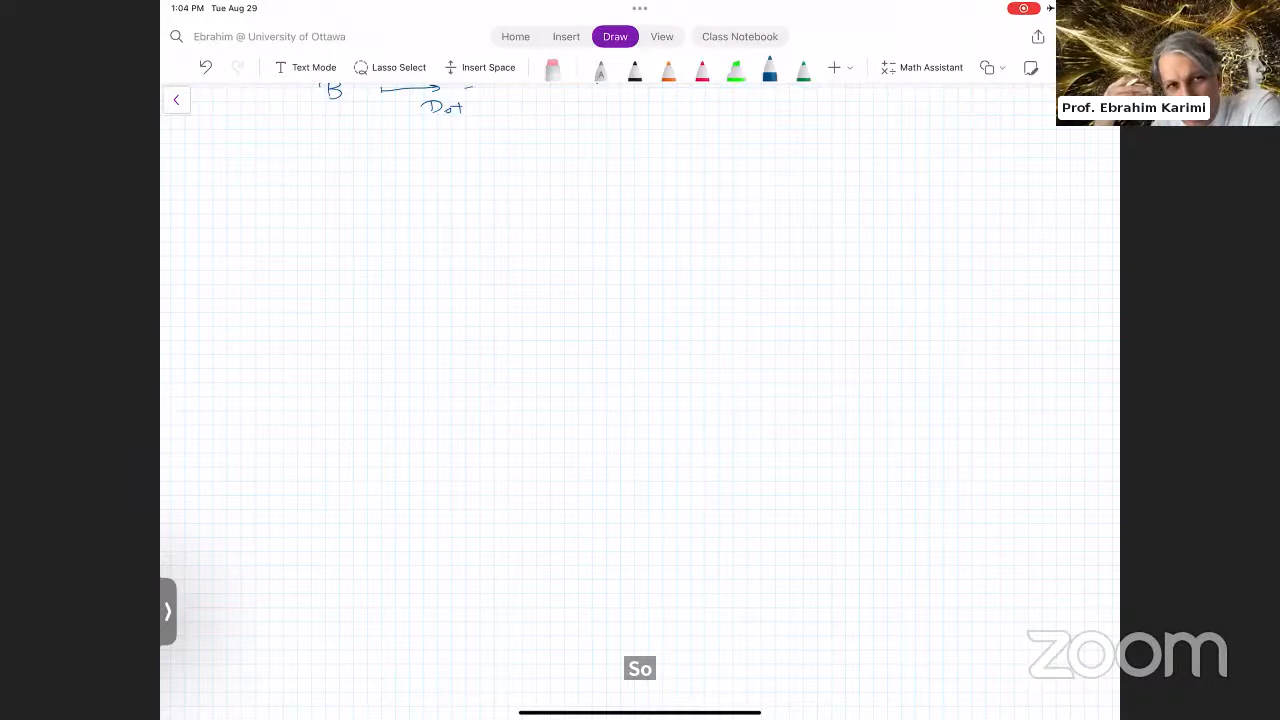 1:04 PM Tue Aug 29
Ebrahim @ University of Ottawa
Home Insert Draw View Class Notebook
Text Mode Lasso Select Insert Space Math Assistant
B
Dot
Prof. Ebrahim Karimi
So
zoom